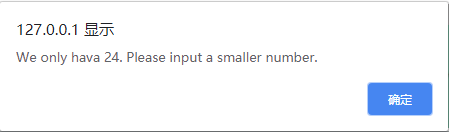 127.0.0.1 显示
We only hava 24. Please input a smaller number.
确定